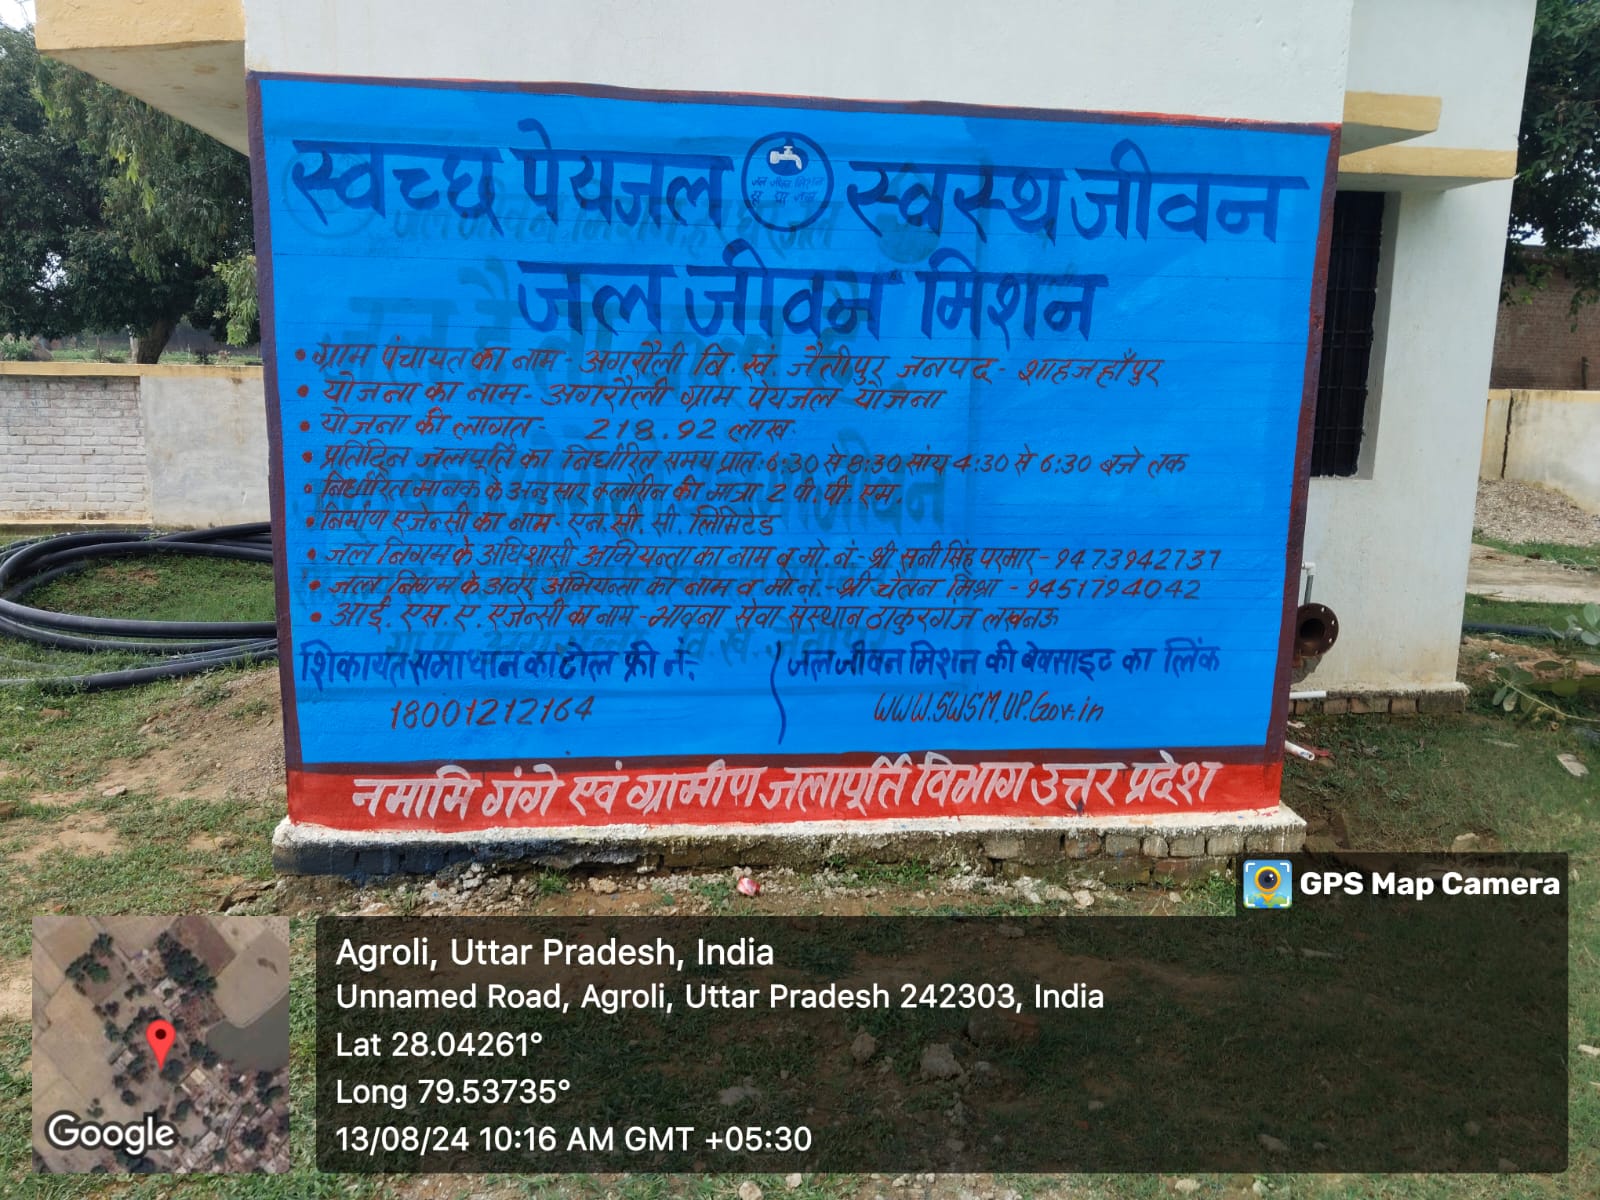 स्वच्छ पेयजल स्वस्थ जीवन
जल जीवन मिशन
जल जीवन मिशन
• ग्राम पंचायत का नाम - अगरौली वि. खं. जैतीपुर जनपद - शाहजहाँपुर
• योजना का नाम - अगरौली ग्राम पेयजल योजना
• योजना की लागत - 218.92 लाख.
• प्रतिदिन जलपूर्ति का निर्धारित समय प्रातः 6:30 से 8:30 सांय 4:30 से 6:30 बजे तक
• निर्धारित मानक के अनुसार क्लोरीन की मात्रा 2 पी. पी. एम.
• निर्माण एजेन्सी का नाम - एन. सी. सी. लिमिटेड
• जल निगम के अधिशासी अभियन्ता का नाम व मो. नं. - श्री सनी सिंह परमार - 9473942737
• जल निगम के अवर अभियन्ता का नाम व मो. नं. - श्री चेतन मिश्रा - 9451794042
• आई. एस. ए. एजेन्सी का नाम - भावना सेवा संस्थान ठाकुरगंज लखनऊ
शिकायत समाधान का टोल फ्री नं:
18001212164
जल जीवन मिशन की बेवसाइट का लिंक
WWW.SWSM.UP.Gov.in
नमामि गंगे एवं ग्रामीण जलापूर्ति विभाग उत्तर प्रदेश
GPS Map Camera
Agroli, Uttar Pradesh, India
Unnamed Road, Agroli, Uttar Pradesh 242303, India
Lat 28.04261°
Long 79.53735°
13/08/24 10:16 AM GMT +05:30
Google